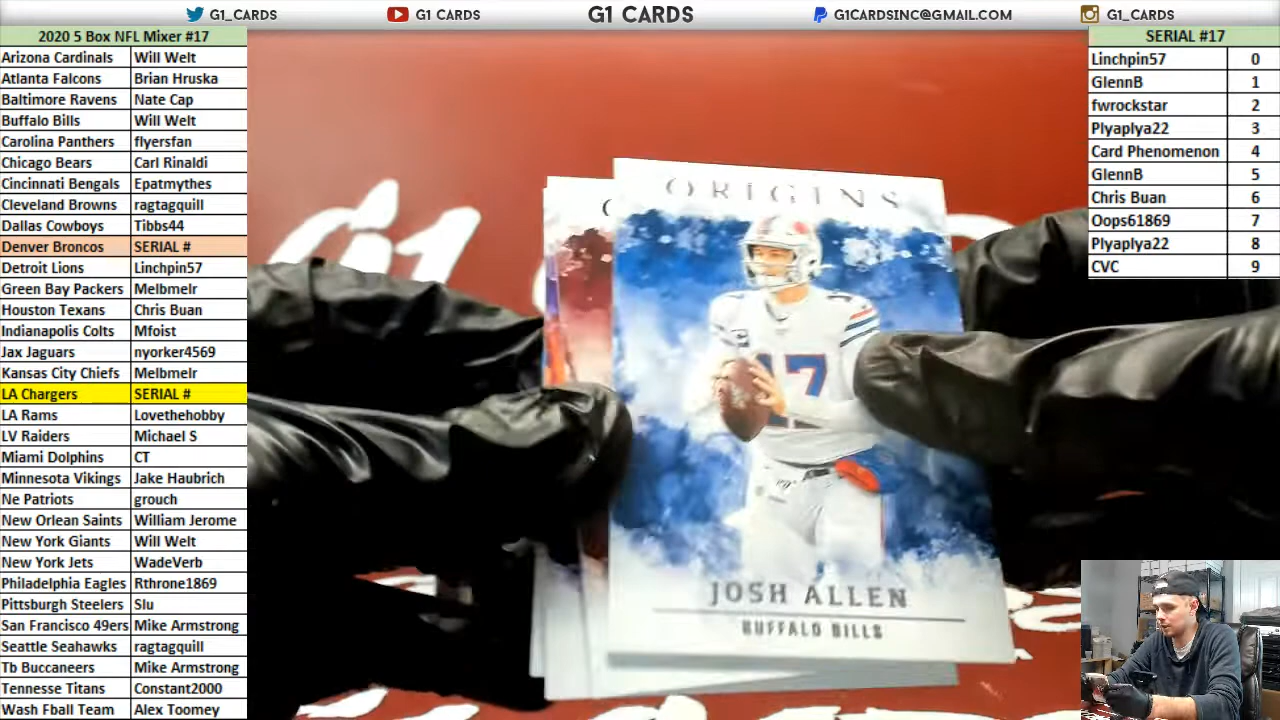 G1_CARDS
G1 CARDS
G1 CARDS
G1CARDSINC@GMAIL.COM
G1_CARDS
2020 5 Box NFL Mixer #17
Arizona Cardinals Will Welt
Atlanta Falcons Brian Hruska
Baltimore Ravens Nate Cap
Buffalo Bills Will Welt
Carolina Panthers flyersfan
Chicago Bears Carl Rinaldi
Cincinnati Bengals Epatmythes
Cleveland Browns ragtagquill
Dallas Cowboys Tibbs44
Denver Broncos SERIAL #
Detroit Lions Linchpin57
Green Bay Packers Melbmelr
Houston Texans Chris Buan
Indianapolis Colts Mfoist
Jax Jaguars nyorker4569
Kansas City Chiefs Melbmelr
LA Chargers SERIAL #
LA Rams Lovethehobby
LV Raiders Michael S
Miami Dolphins CT
Minnesota Vikings Jake Haubrich
Ne Patriots grouch
New Orlean Saints William Jerome
New York Giants Will Welt
New York Jets WadeVerb
Philadelphia Eagles Rthrone1869
Pittsburgh Steelers Slu
San Francisco 49ers Mike Armstrong
Seattle Seahawks ragtagquill
Tb Buccaneers Mike Armstrong
Tennesse Titans Constant2000
Wash Fball Team Alex Toomey
SERIAL #17
Linchpin57 0
GlennB 1
fwrockstar 2
Plyaplya22 3
Card Phenomenon 4
GlennB 5
Chris Buan 6
Oops61869 7
Plyaplya22 8
CVC 9
ORIGINS
17
17
JOSH ALLEN
BUFFALO BILLS
G1